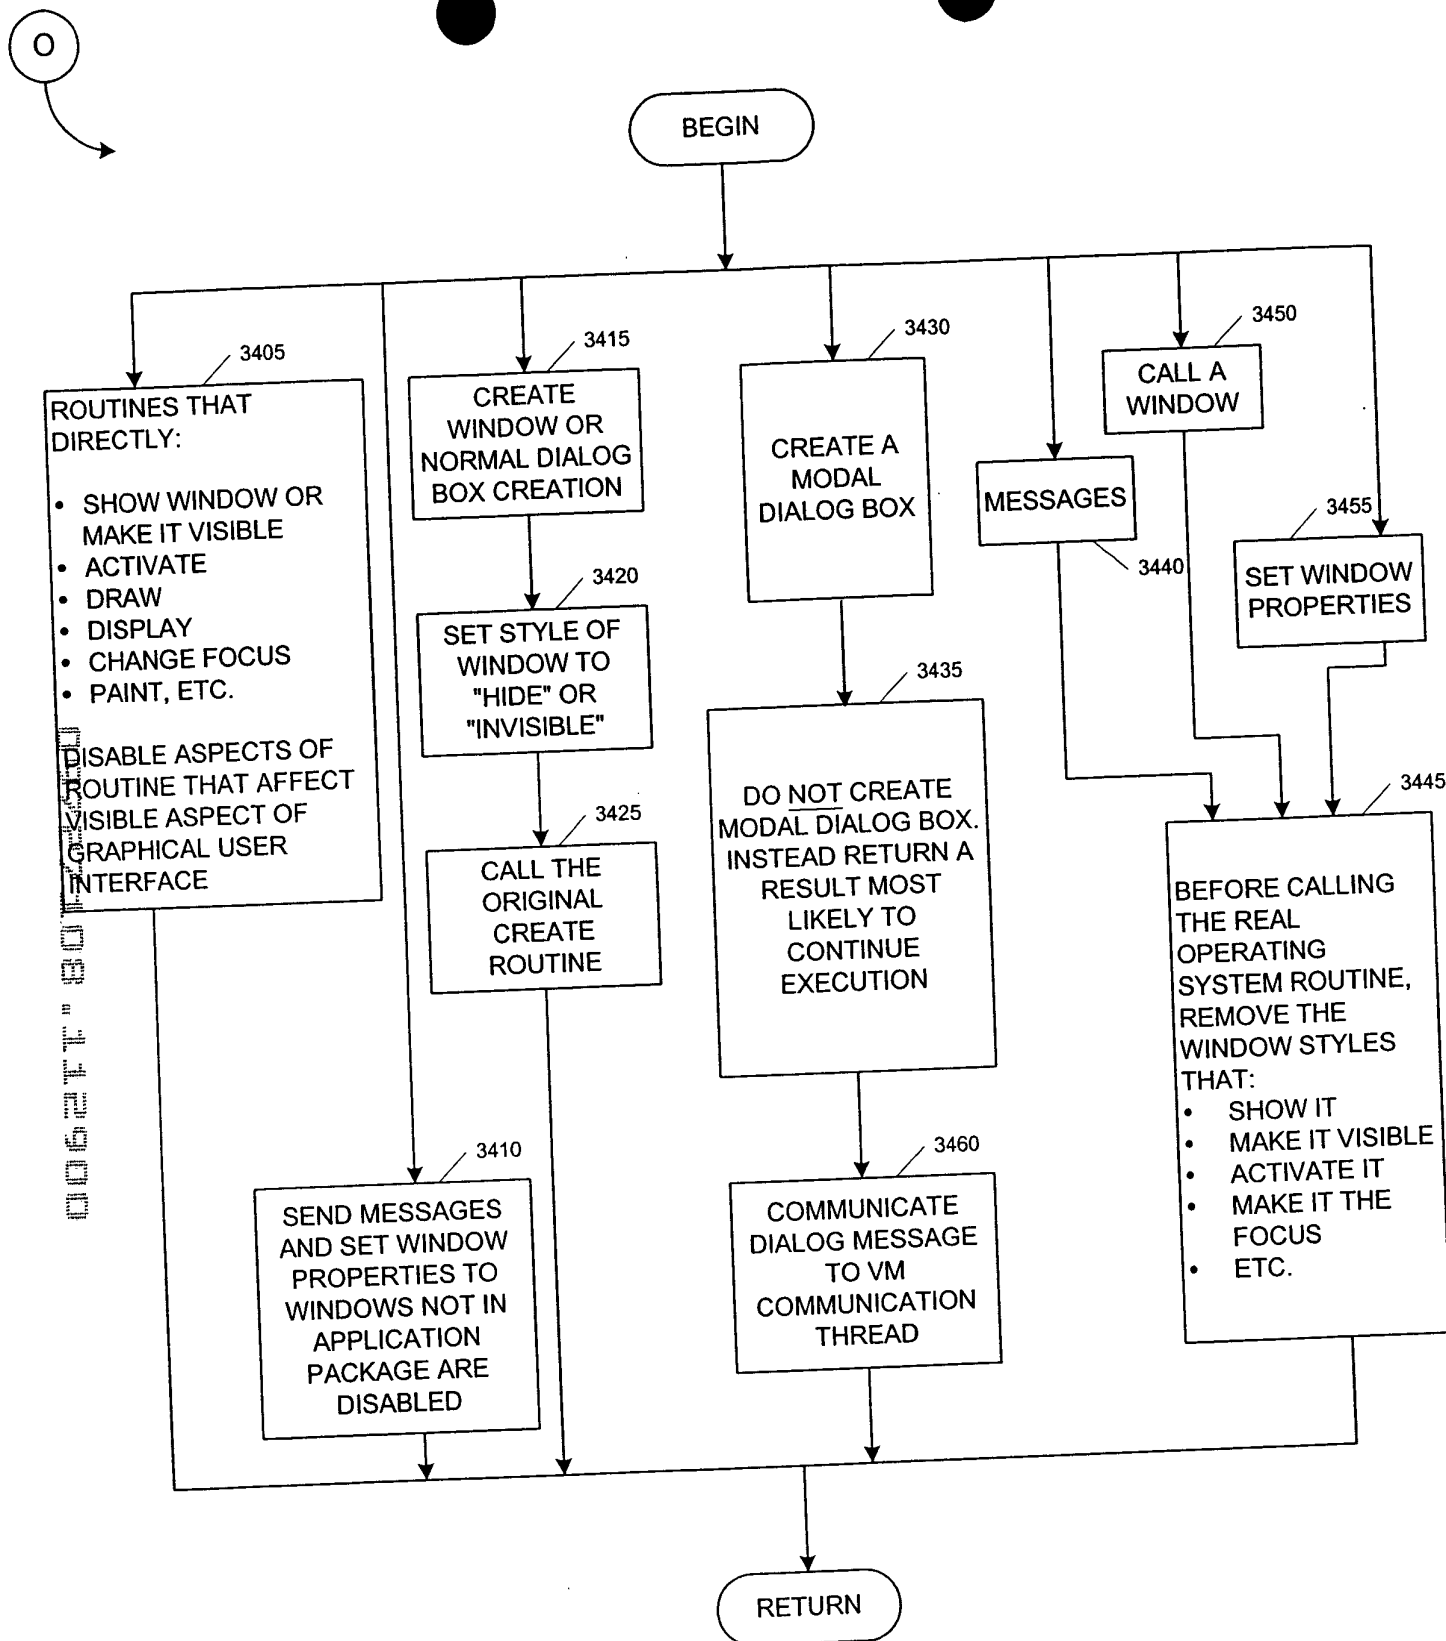 O
BEGIN
3405
ROUTINES THAT
DIRECTLY:
• SHOW WINDOW OR
MAKE IT VISIBLE
• ACTIVATE
• DRAW
• DISPLAY
• CHANGE FOCUS
• PAINT, ETC.
DISABLE ASPECTS OF
ROUTINE THAT AFFECT
VISIBLE ASPECT OF
GRAPHICAL USER
INTERFACE
3410
SEND MESSAGES
AND SET WINDOW
PROPERTIES TO
WINDOWS NOT IN
APPLICATION
PACKAGE ARE
DISABLED
3415
CREATE
WINDOW OR
NORMAL DIALOG
BOX CREATION
3420
SET STYLE OF
WINDOW TO
"HIDE" OR
"INVISIBLE"
3425
CALL THE
ORIGINAL
CREATE
ROUTINE
3430
CREATE A
MODAL
DIALOG BOX
3435
DO NOT CREATE
MODAL DIALOG BOX.
INSTEAD RETURN A
RESULT MOST
LIKELY TO
CONTINUE
EXECUTION
3460
COMMUNICATE
DIALOG MESSAGE
TO VM
COMMUNICATION
THREAD
MESSAGES
3440
3450
CALL A
WINDOW
3455
SET WINDOW
PROPERTIES
3445
BEFORE CALLING
THE REAL
OPERATING
SYSTEM ROUTINE,
REMOVE THE
WINDOW STYLES
THAT:
• SHOW IT
• MAKE IT VISIBLE
• ACTIVATE IT
• MAKE IT THE
FOCUS
• ETC.
RETURN